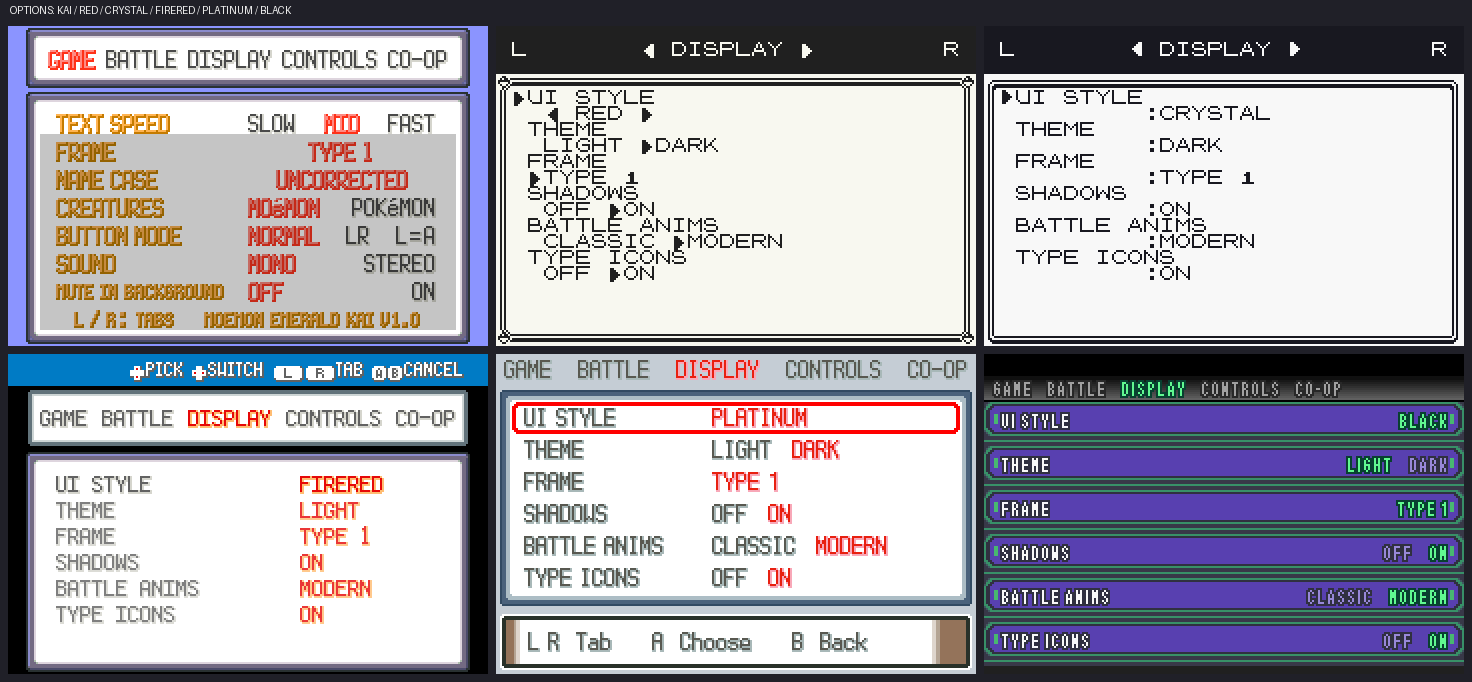 OPTIONS: KAI / RED / CRYSTAL / FIRERED / PLATINUM / BLACK
GAME BATTLE DISPLAY CONTROLS CO-OP
TEXT SPEED SLOW MID FAST
FRAME TYPE 1
NAME CASE UNCORRECTED
CREATURES MOéMON POKéMON
BUTTON MODE NORMAL LR L=A
SOUND MONO STEREO
MUTE IN BACKGROUND OFF ON
L / R: TABS MOEMON EMERALD KAI V1.0
L ◀ DISPLAY ▶ R
▶UI STYLE
◀ RED ▶
THEME
LIGHT ▶DARK
FRAME
▶TYPE 1
SHADOWS
OFF ▶ON
BATTLE ANIMS
CLASSIC ▶MODERN
TYPE ICONS
OFF ▶ON
L ◀ DISPLAY ▶ R
▶UI STYLE
:CRYSTAL
THEME
:DARK
FRAME
:TYPE 1
SHADOWS
:ON
BATTLE ANIMS
:MODERN
TYPE ICONS
:ON
PICK SWITCH L R TAB A B CANCEL
GAME BATTLE DISPLAY CONTROLS CO-OP
UI STYLE FIRERED
THEME LIGHT
FRAME TYPE 1
SHADOWS ON
BATTLE ANIMS MODERN
TYPE ICONS ON
GAME BATTLE DISPLAY CONTROLS CO-OP
UI STYLE PLATINUM
THEME LIGHT DARK
FRAME TYPE 1
SHADOWS OFF ON
BATTLE ANIMS CLASSIC MODERN
TYPE ICONS OFF ON
L R Tab A Choose B Back
GAME BATTLE DISPLAY CONTROLS CO-OP
UI STYLE BLACK
THEME LIGHT DARK
FRAME TYPE 1
SHADOWS OFF ON
BATTLE ANIMS CLASSIC MODERN
TYPE ICONS OFF ON